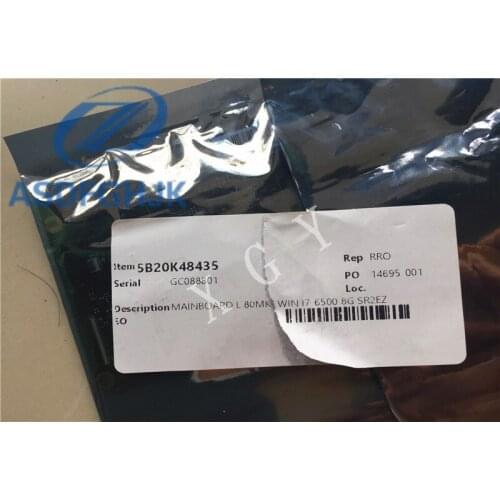 ASDFGHJK
Item 5B20K48435
Serial GC088801
Rep RRO
PO 14695 001
Loc.
Description MAINBOARD L 80MK WIN I7-6500 8G SR2EZ
SO
X G Y